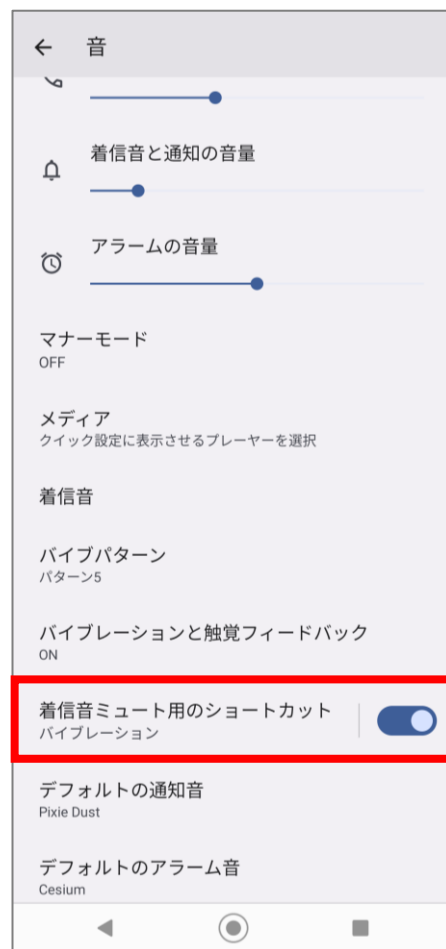 音
着信音と通知の音量
アラームの音量
マナーモード
OFF
メディア
クイック設定に表示させるプレーヤーを選択
着信音
バイブパターン
パターン5
バイブレーションと触覚フィードバック
ON
着信音ミュート用のショートカット
バイブレーション
デフォルトの通知音
Pixie Dust
デフォルトのアラーム音
Cesium